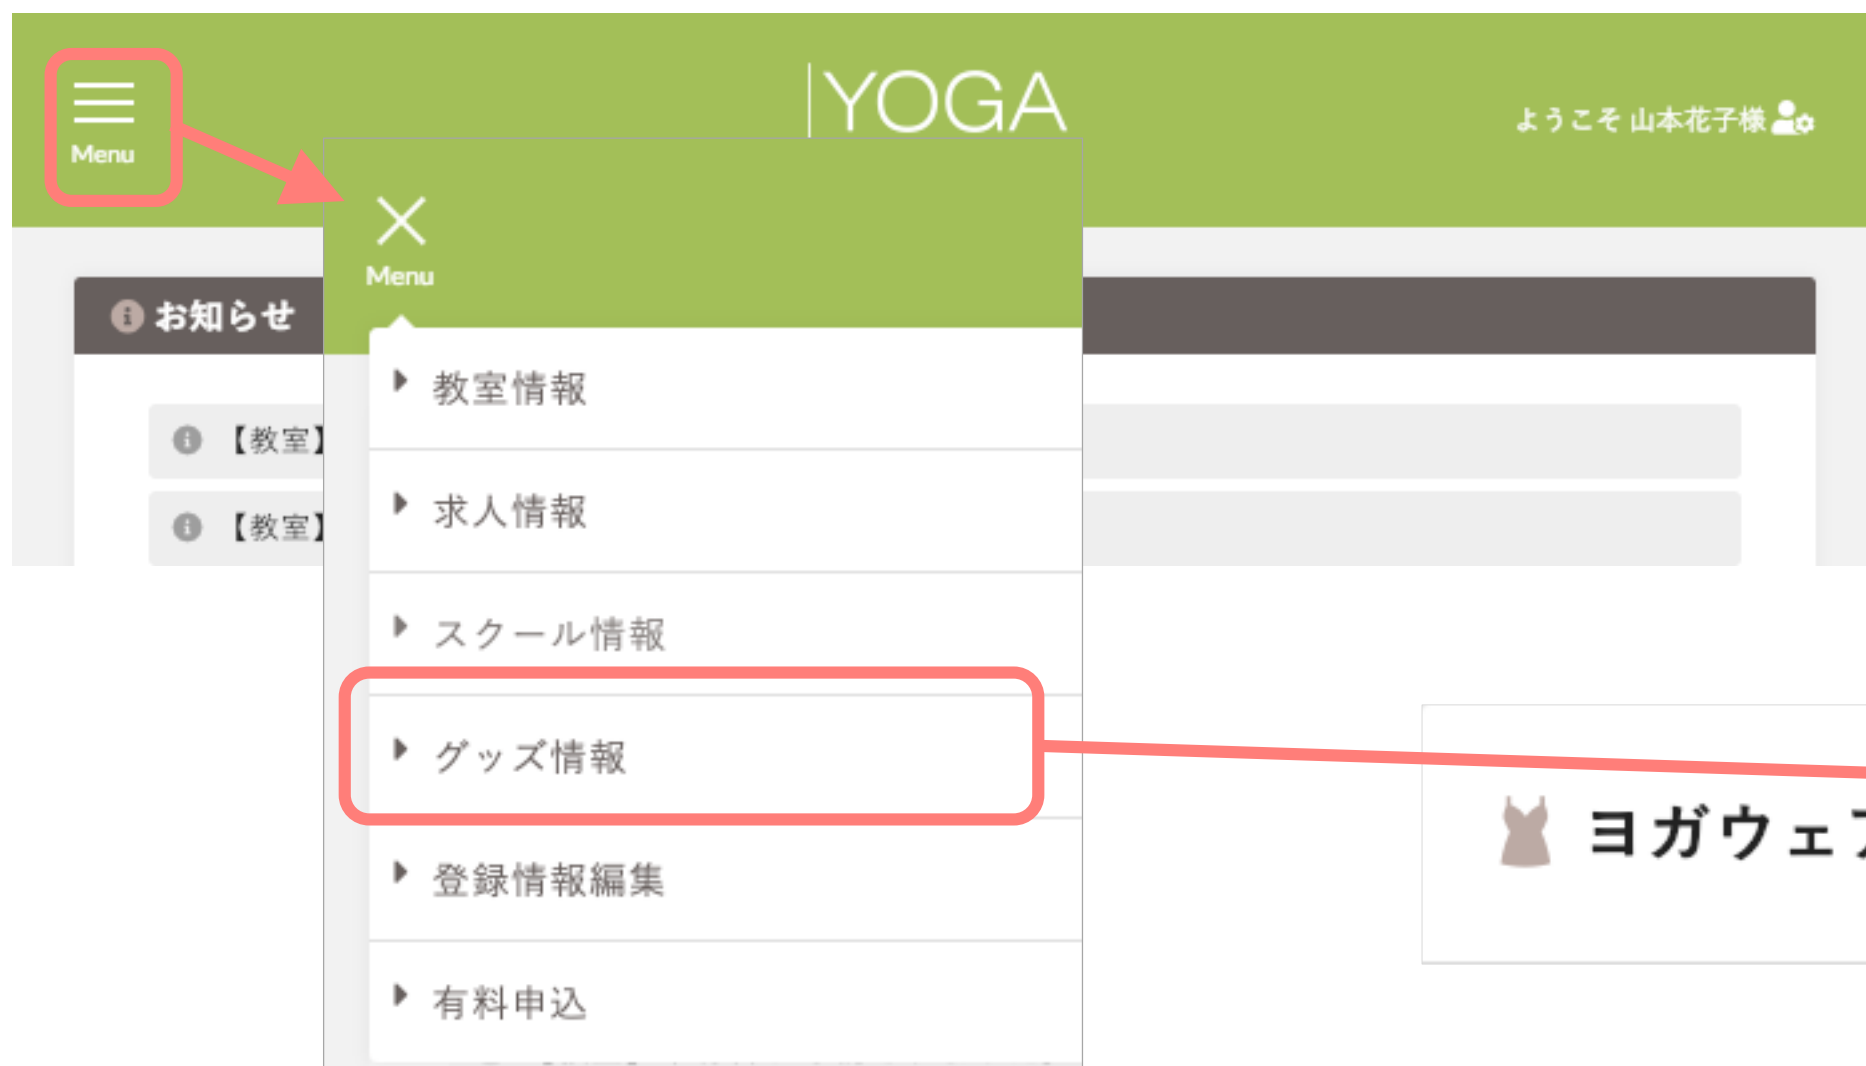 Menu
YOGA
ようこそ 山本花子様
Menu
お知らせ
【教室】
【教室】
教室情報
求人情報
スクール情報
グッズ情報
登録情報編集
有料申込
ヨガウェア